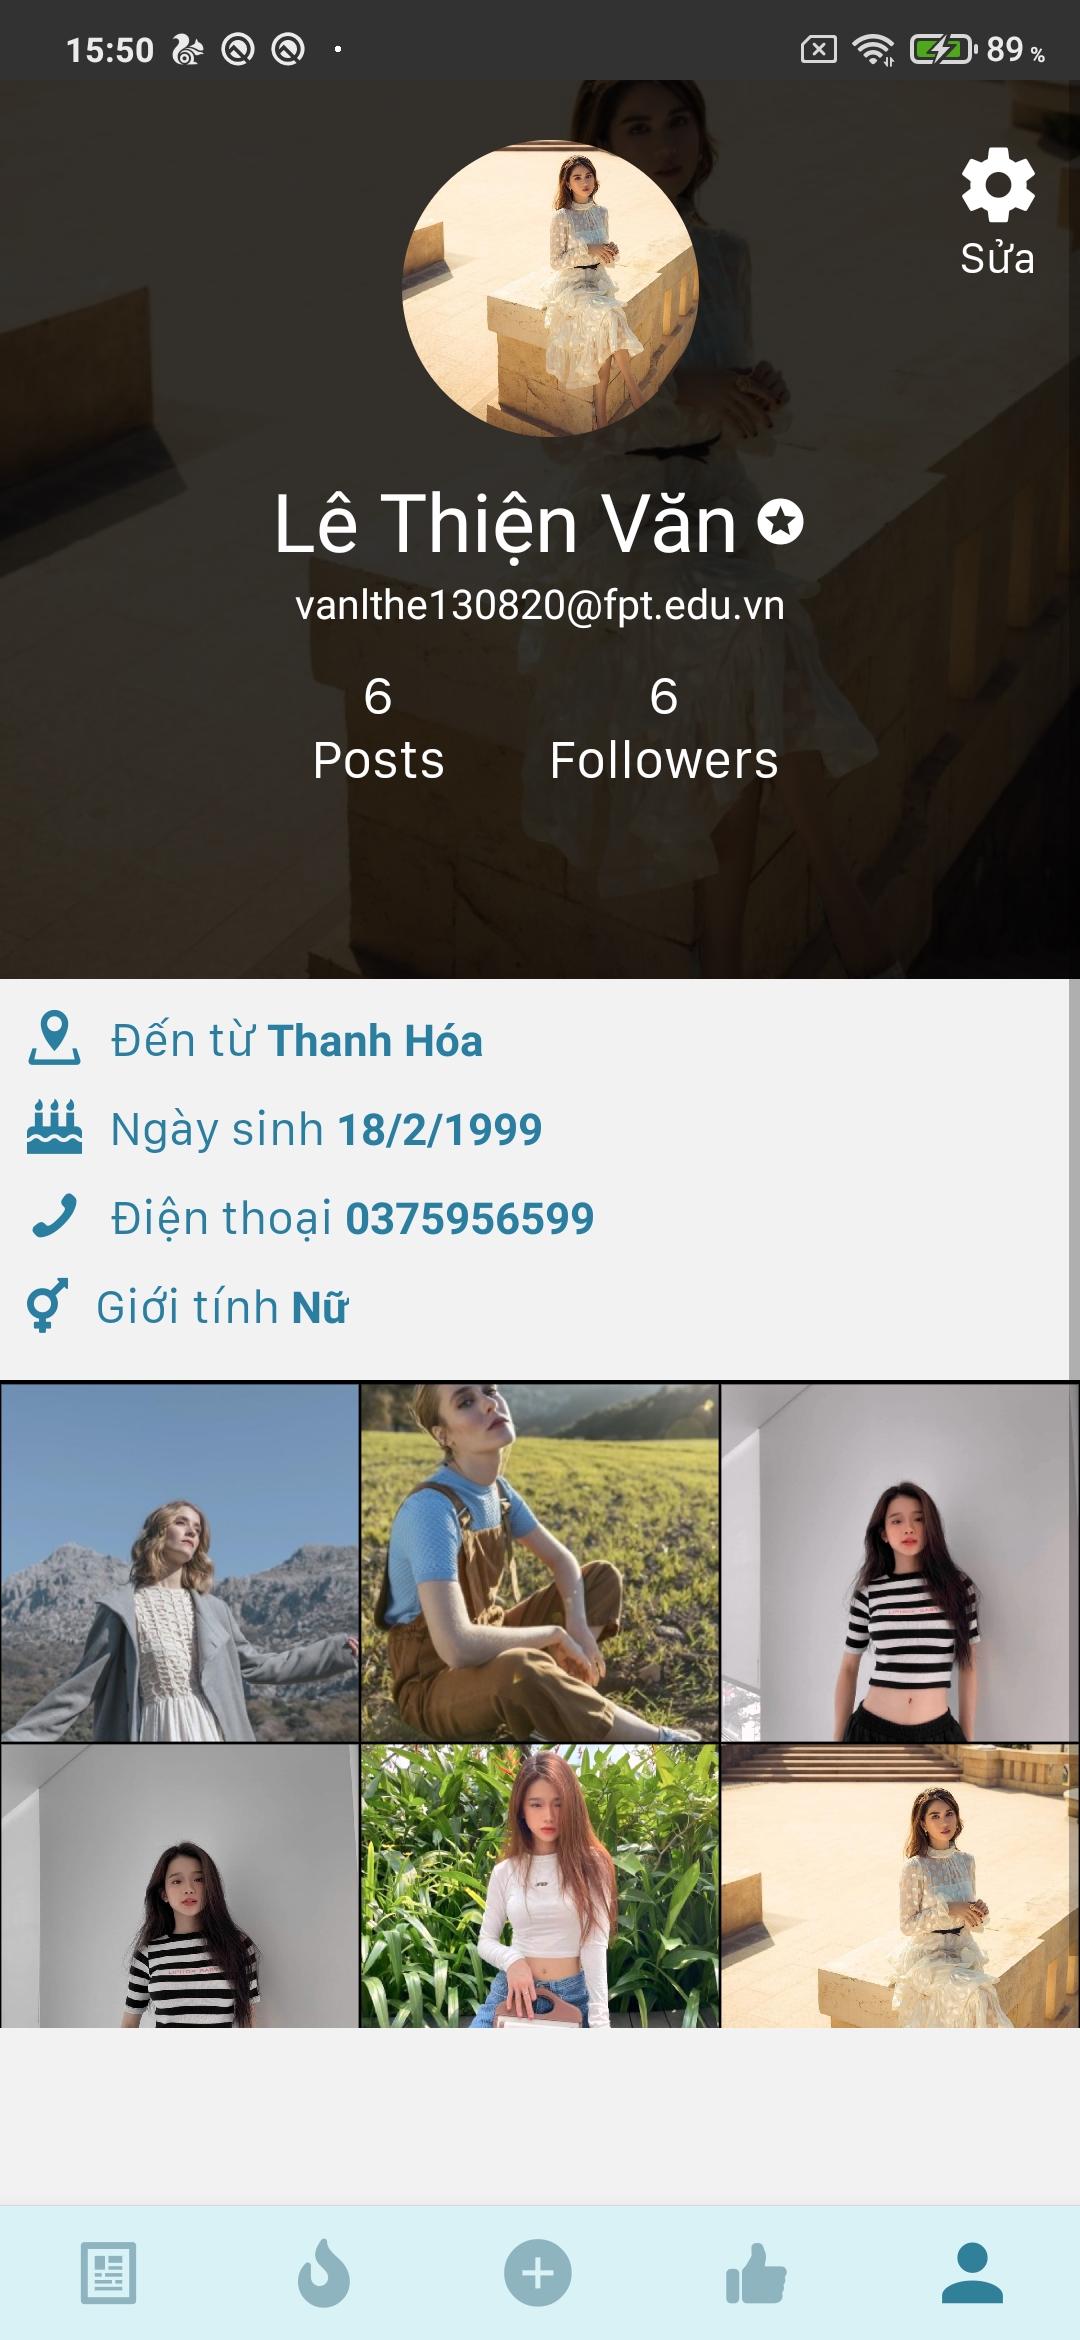 15:50
89 %
Sửa
Lê Thiện Văn
vanlthe130820@fpt.edu.vn
6 6
Posts Followers
Đến từ Thanh Hóa
Ngày sinh 18/2/1999
Điện thoại 0375956599
Giới tính Nữ